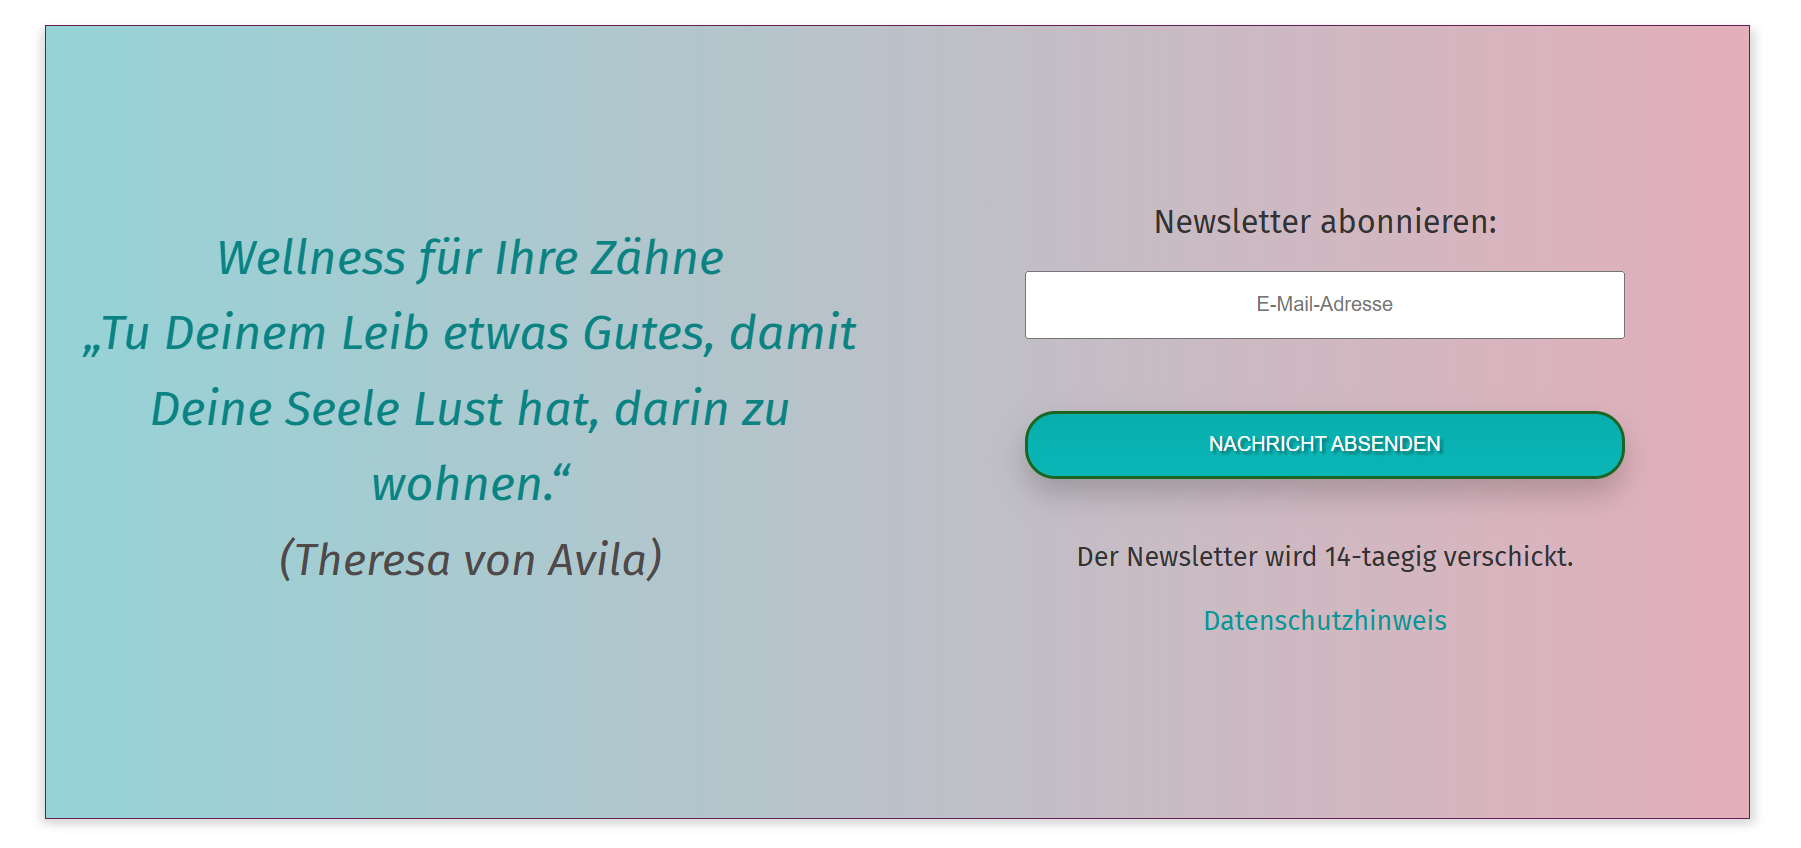 Wellness für Ihre Zähne
„Tu Deinem Leib etwas Gutes, damit
Deine Seele Lust hat, darin zu
wohnen.“
(Theresa von Avila)
Newsletter abonnieren:
E-Mail-Adresse
NACHRICHT ABSENDEN
Der Newsletter wird 14-taegig verschickt.
Datenschutzhinweis